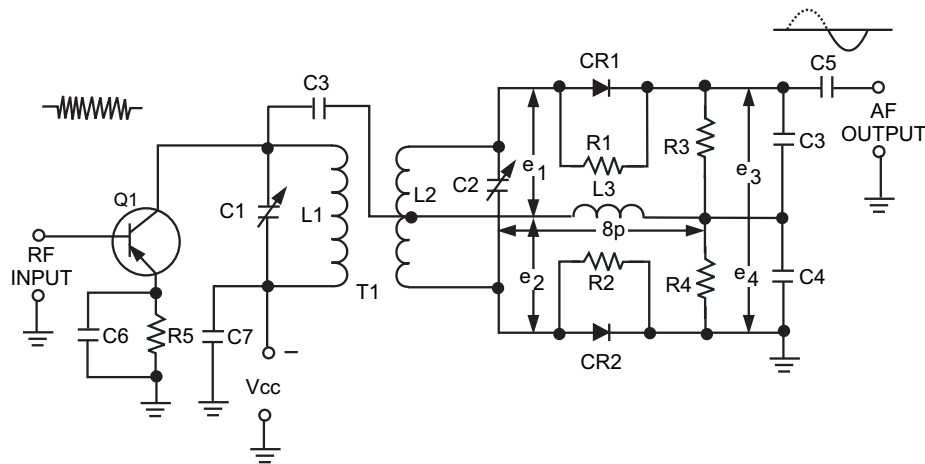 C5
CR1
C3
AF
OUTPUT
R1
R3
C3
e1
e3
Q1
C1
L1
L2
C2
L3
8p
RF
INPUT
T1
e2
R2
R4
e4
C4
C6
R5
C7
–
CR2
Vcc